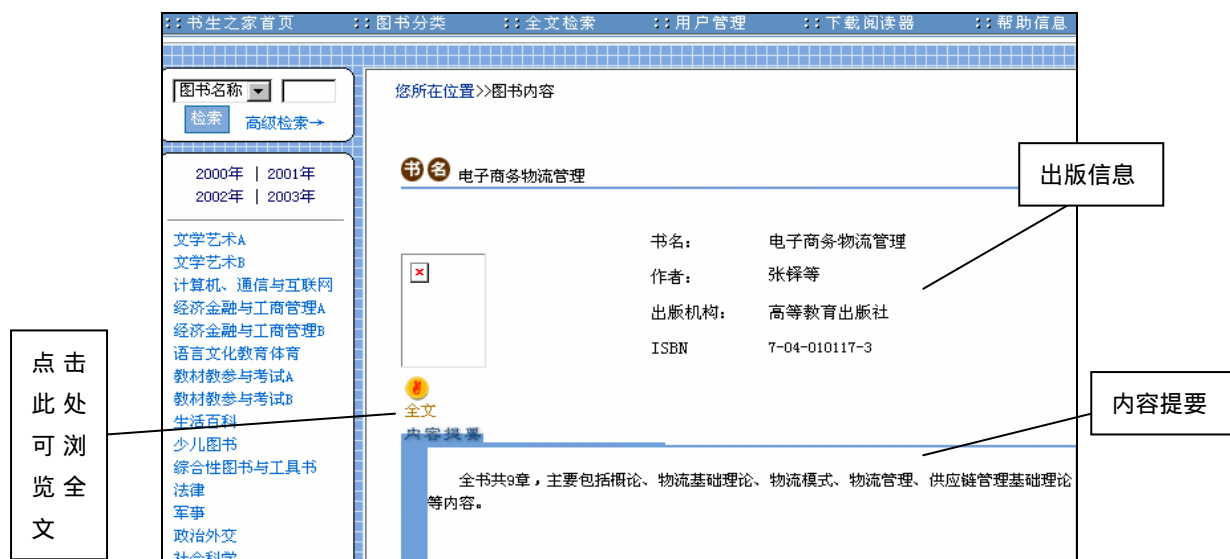 ::书生之家首页 ::图书分类 ::全文检索 ::用户管理 ::下载阅读器 ::帮助信息
图书名称
检索 高级检索→
2000年 | 2001年
2002年 | 2003年
文学艺术A
文学艺术B
计算机、通信与互联网
经济金融与工商管理A
经济金融与工商管理B
语言文化教育体育
教材教参与考试A
教材教参与考试B
生活百科
少儿图书
综合性图书与工具书
法律
军事
政治外交
社会科学
您所在位置>>图书内容
书名 电子商务物流管理
书名: 电子商务物流管理
作者: 张铎等
出版机构: 高等教育出版社
ISBN 7-04-010117-3
全文
内容提要
全书共9章，主要包括概论、物流基础理论、物流模式、物流管理、供应链管理基础理论
等内容。
出版信息
内容提要
点击
此处
可浏
览全
文